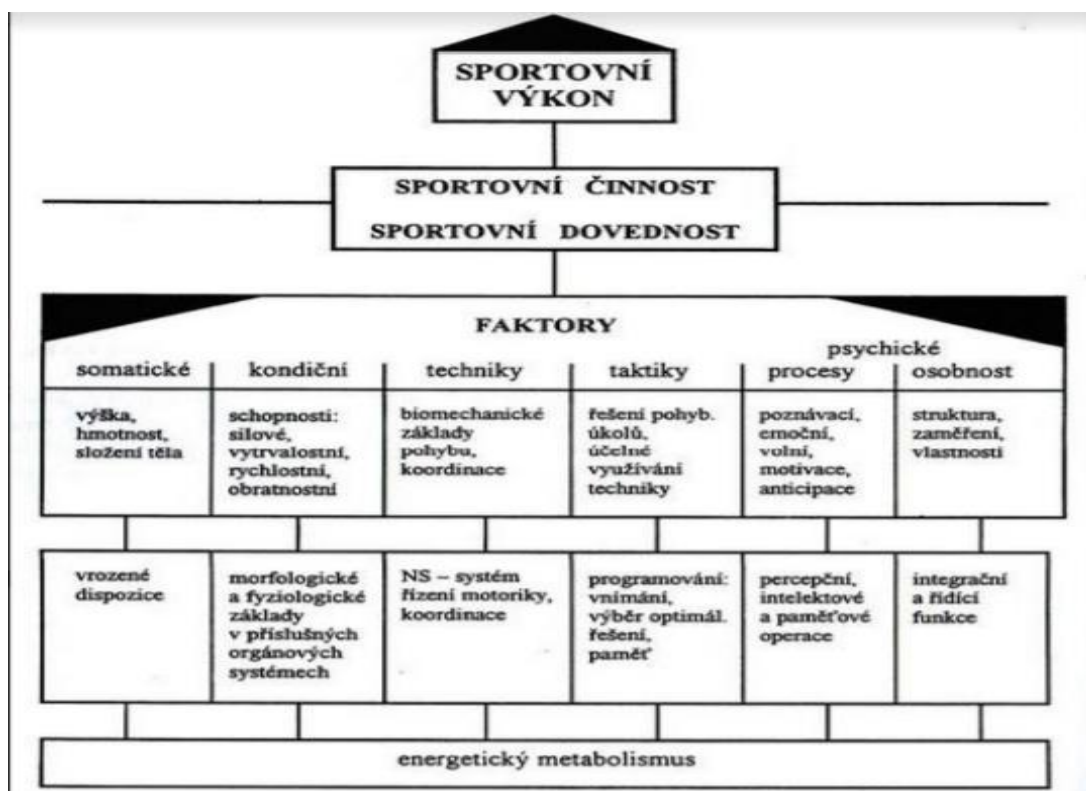 SPORTOVNÍ
VÝKON
SPORTOVNÍ ČINNOST
SPORTOVNÍ DOVEDNOST
FAKTORY
psychické
somatické
kondiční
techniky
taktiky
procesy
osobnost
výška,
hmotnost,
složení těla
schopnosti:
silové,
vytrvalostní,
rychlostní,
obratnostní
biomechanické
základy
pohybu,
koordinace
řešení pohyb.
úkolů,
účelné
využívání
techniky
poznávací,
emoční,
volní,
motivace,
anticipace
struktura,
zaměření,
vlastnosti
vrozené
dispozice
morfologické
a fyziologické
základy
v příslušných
orgánových
systémech
NS – systém
řízení motoriky,
koordinace
programování:
vnímání,
výběr optimál.
řešení,
paměť
percepční,
intelektové
a paměťové
operace
integrační
a řídící
funkce
energetický metabolismus